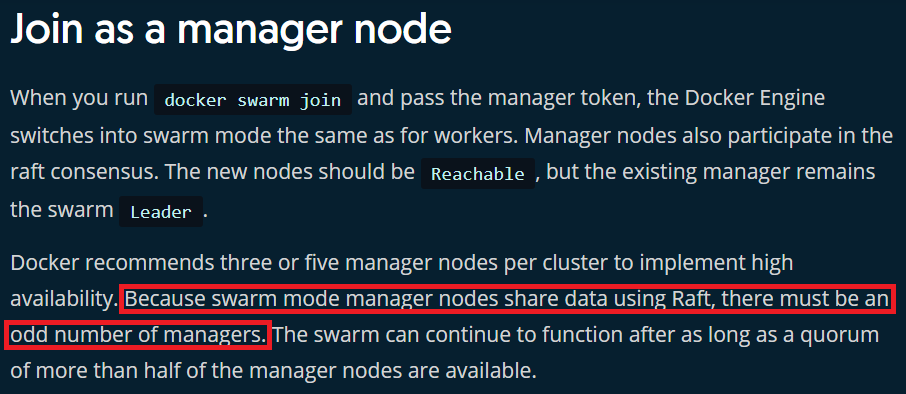 Join as a manager node
When you run docker swarm join and pass the manager token, the Docker Engine
switches into swarm mode the same as for workers. Manager nodes also participate in the
raft consensus. The new nodes should be Reachable , but the existing manager remains
the swarm Leader .
Docker recommends three or five manager nodes per cluster to implement high
availability. Because swarm mode manager nodes share data using Raft, there must be an
odd number of managers. The swarm can continue to function after as long as a quorum
of more than half of the manager nodes are available.